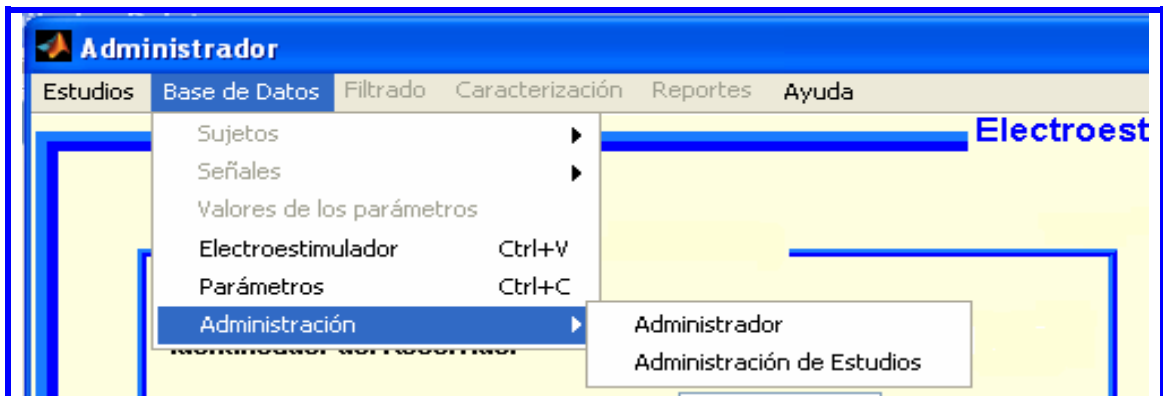 Administrador
Estudios Base de Datos Filtrado Caracterización Reportes Ayuda
Electroest
Sujetos
Señales
Valores de los parámetros
Electroestimulador Ctrl+V
Parámetros Ctrl+C
Administración
Administrador
Administración de Estudios